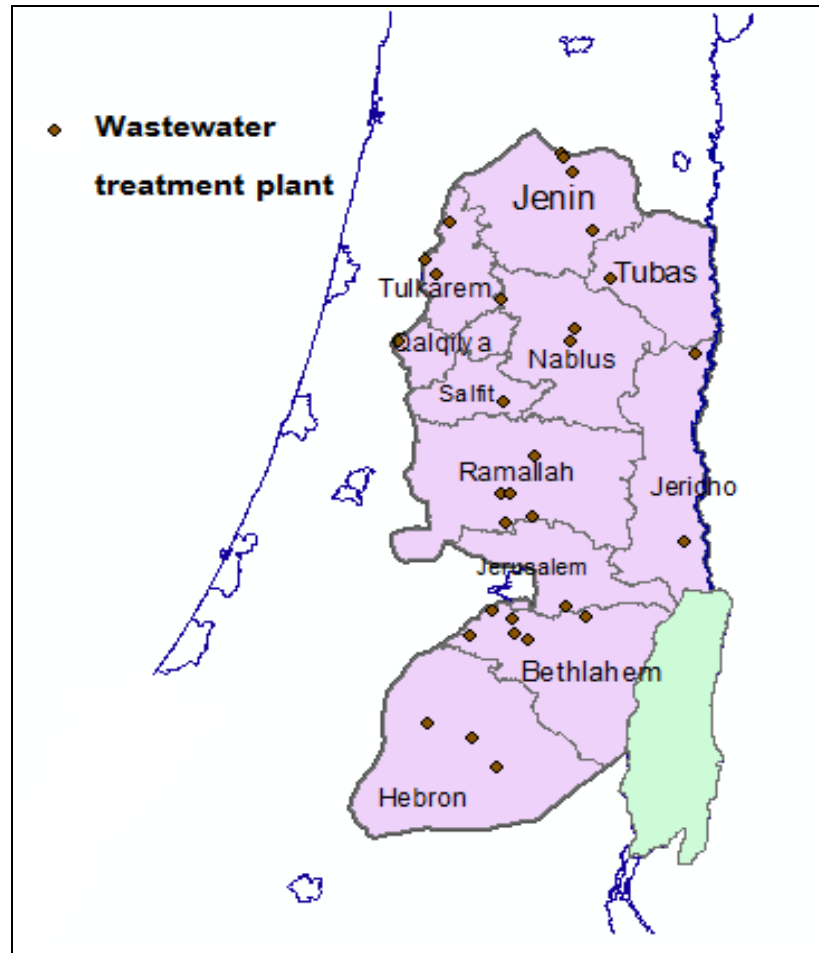 Wastewater
treatment plant
Jenin
Tubas
Tulkarem
Qalqilya
Nablus
Salfit
Ramallah
Jericho
Jerusalem
Bethlahem
Hebron